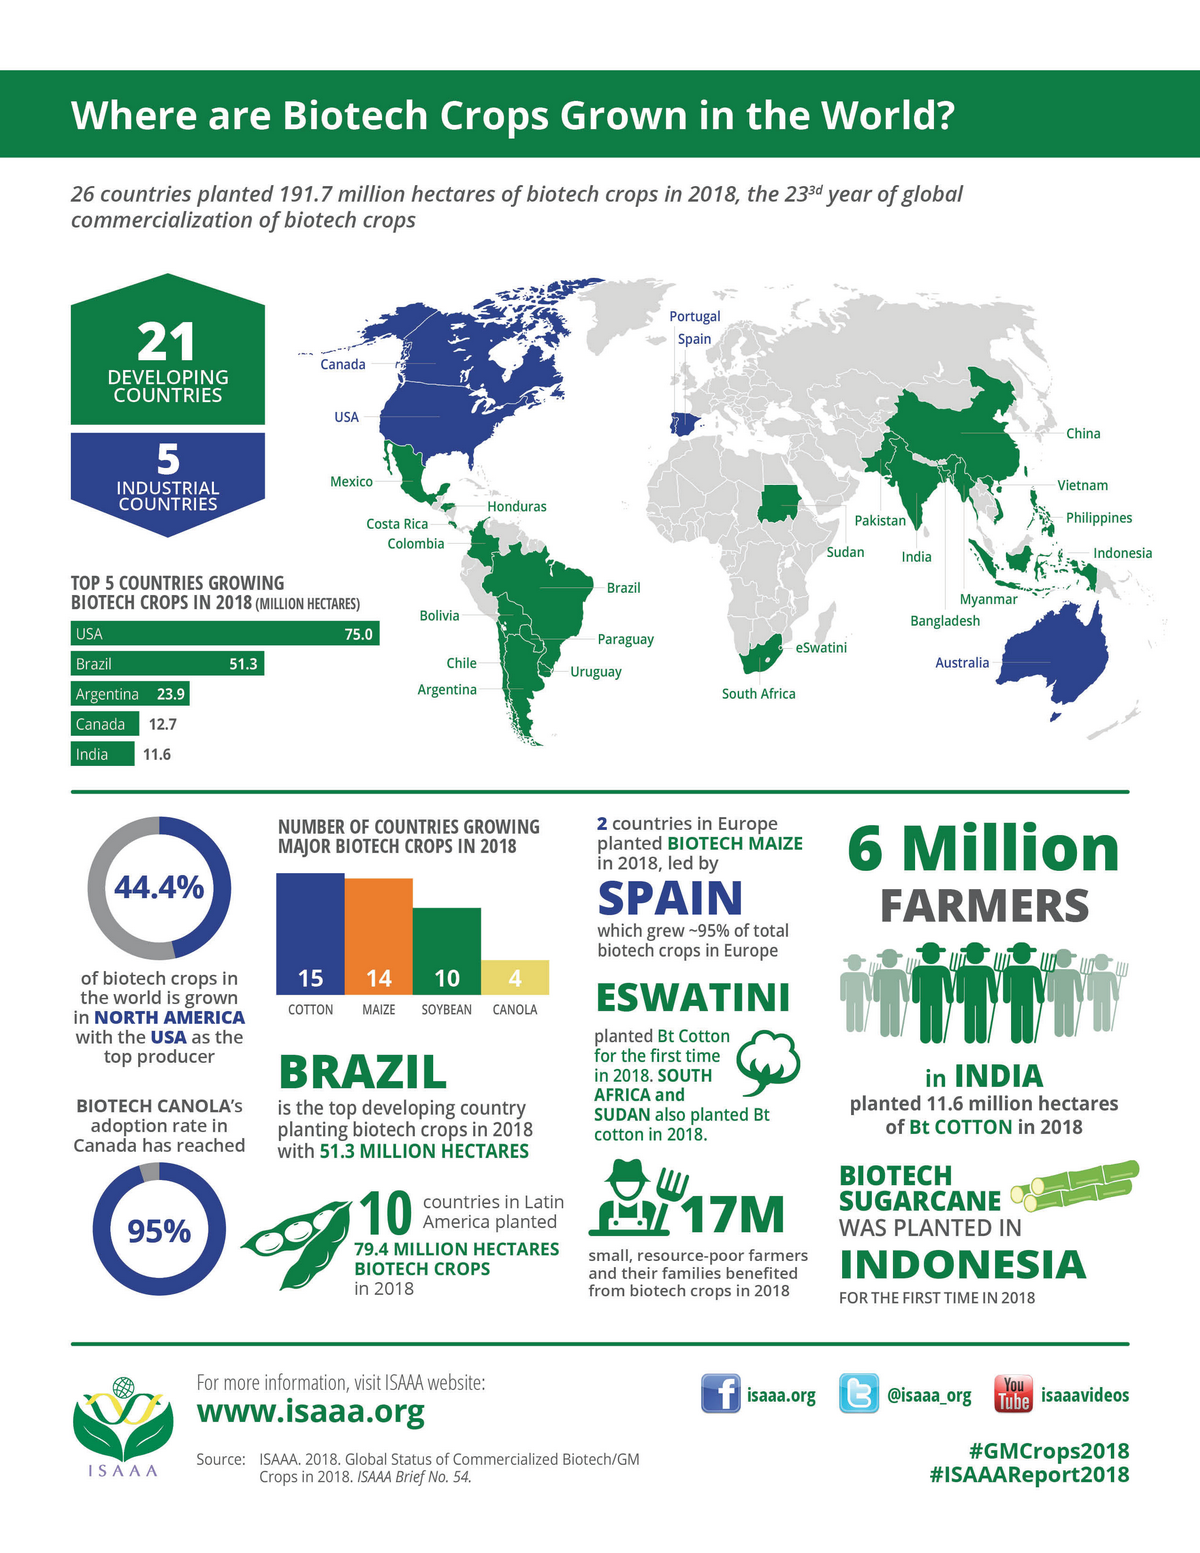 Where are Biotech Crops Grown in the World?
26 countries planted 191.7 million hectares of biotech crops in 2018, the 23³ᵈ year of global
commercialization of biotech crops
21
DEVELOPING
COUNTRIES
5
INDUSTRIAL
COUNTRIES
Portugal
Spain
Canada
USA
China
Mexico
Vietnam
Honduras
Costa Rica
Pakistan
Philippines
Colombia
Sudan
India
Indonesia
Brazil
Myanmar
Bolivia
Bangladesh
Paraguay
eSwatini
Chile
Uruguay
Australia
Argentina
South Africa
TOP 5 COUNTRIES GROWING
BIOTECH CROPS IN 2018 (MILLION HECTARES)
USA 75.0
Brazil 51.3
Argentina 23.9
Canada 12.7
India 11.6
44.4%
of biotech crops in
the world is grown
in NORTH AMERICA
with the USA as the
top producer
BIOTECH CANOLA's
adoption rate in
Canada has reached
95%
NUMBER OF COUNTRIES GROWING
MAJOR BIOTECH CROPS IN 2018
15 14 10 4
COTTON MAIZE SOYBEAN CANOLA
BRAZIL
is the top developing country
planting biotech crops in 2018
with 51.3 MILLION HECTARES
10 countries in Latin
America planted
79.4 MILLION HECTARES
BIOTECH CROPS
in 2018
2 countries in Europe
planted BIOTECH MAIZE
in 2018, led by
SPAIN
which grew ~95% of total
biotech crops in Europe
ESWATINI
planted Bt Cotton
for the first time
in 2018. SOUTH
AFRICA and
SUDAN also planted Bt
cotton in 2018.
17M
small, resource-poor farmers
and their families benefited
from biotech crops in 2018
6 Million
FARMERS
in INDIA
planted 11.6 million hectares
of Bt COTTON in 2018
BIOTECH
SUGARCANE
WAS PLANTED IN
INDONESIA
FOR THE FIRST TIME IN 2018
ISAAA
For more information, visit ISAAA website:
www.isaaa.org
Source: ISAAA. 2018. Global Status of Commercialized Biotech/GM
Crops in 2018. ISAAA Brief No. 54.
f isaaa.org
t @isaaa_org
You Tube isaaavideos
#GMCrops2018
#ISAAAReport2018